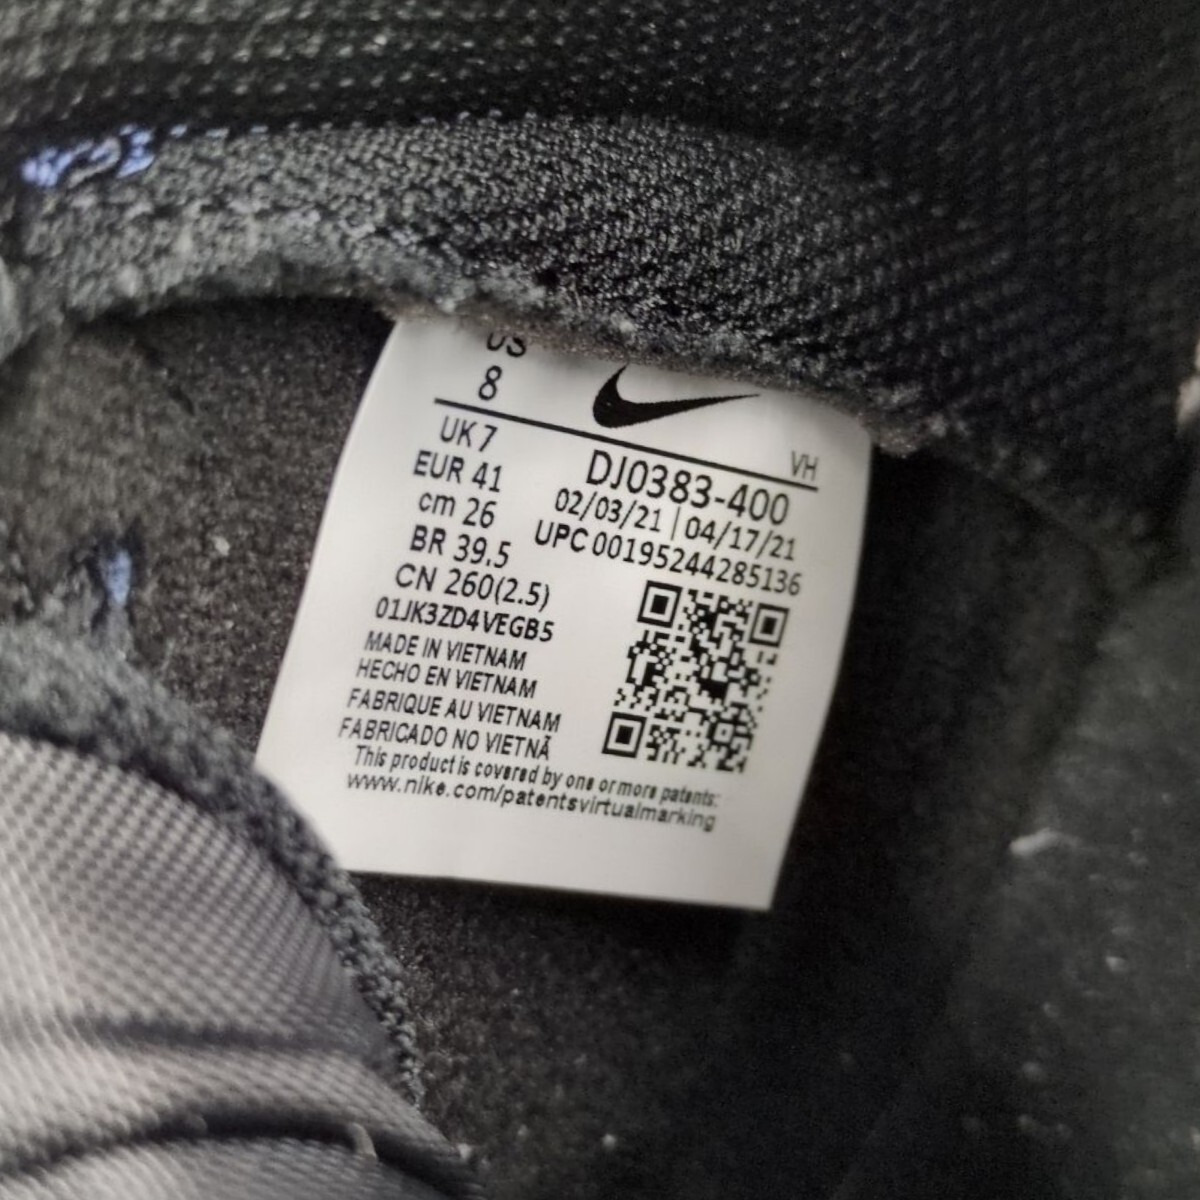 US
8
VH
UK 7
EUR 41
cm 26
BR 39.5
CN 260(2.5)
01JK3ZD4VEGB5
DJ0383-400
02/03/21 | 04/17/21
UPC 00195244285136
MADE IN VIETNAM
HECHO EN VIETNAM
FABRIQUE AU VIETNAM
FABRICADO NO VIETNÃ
This product is covered by one or more patents:
www.nike.com/patentsvirtualmarking